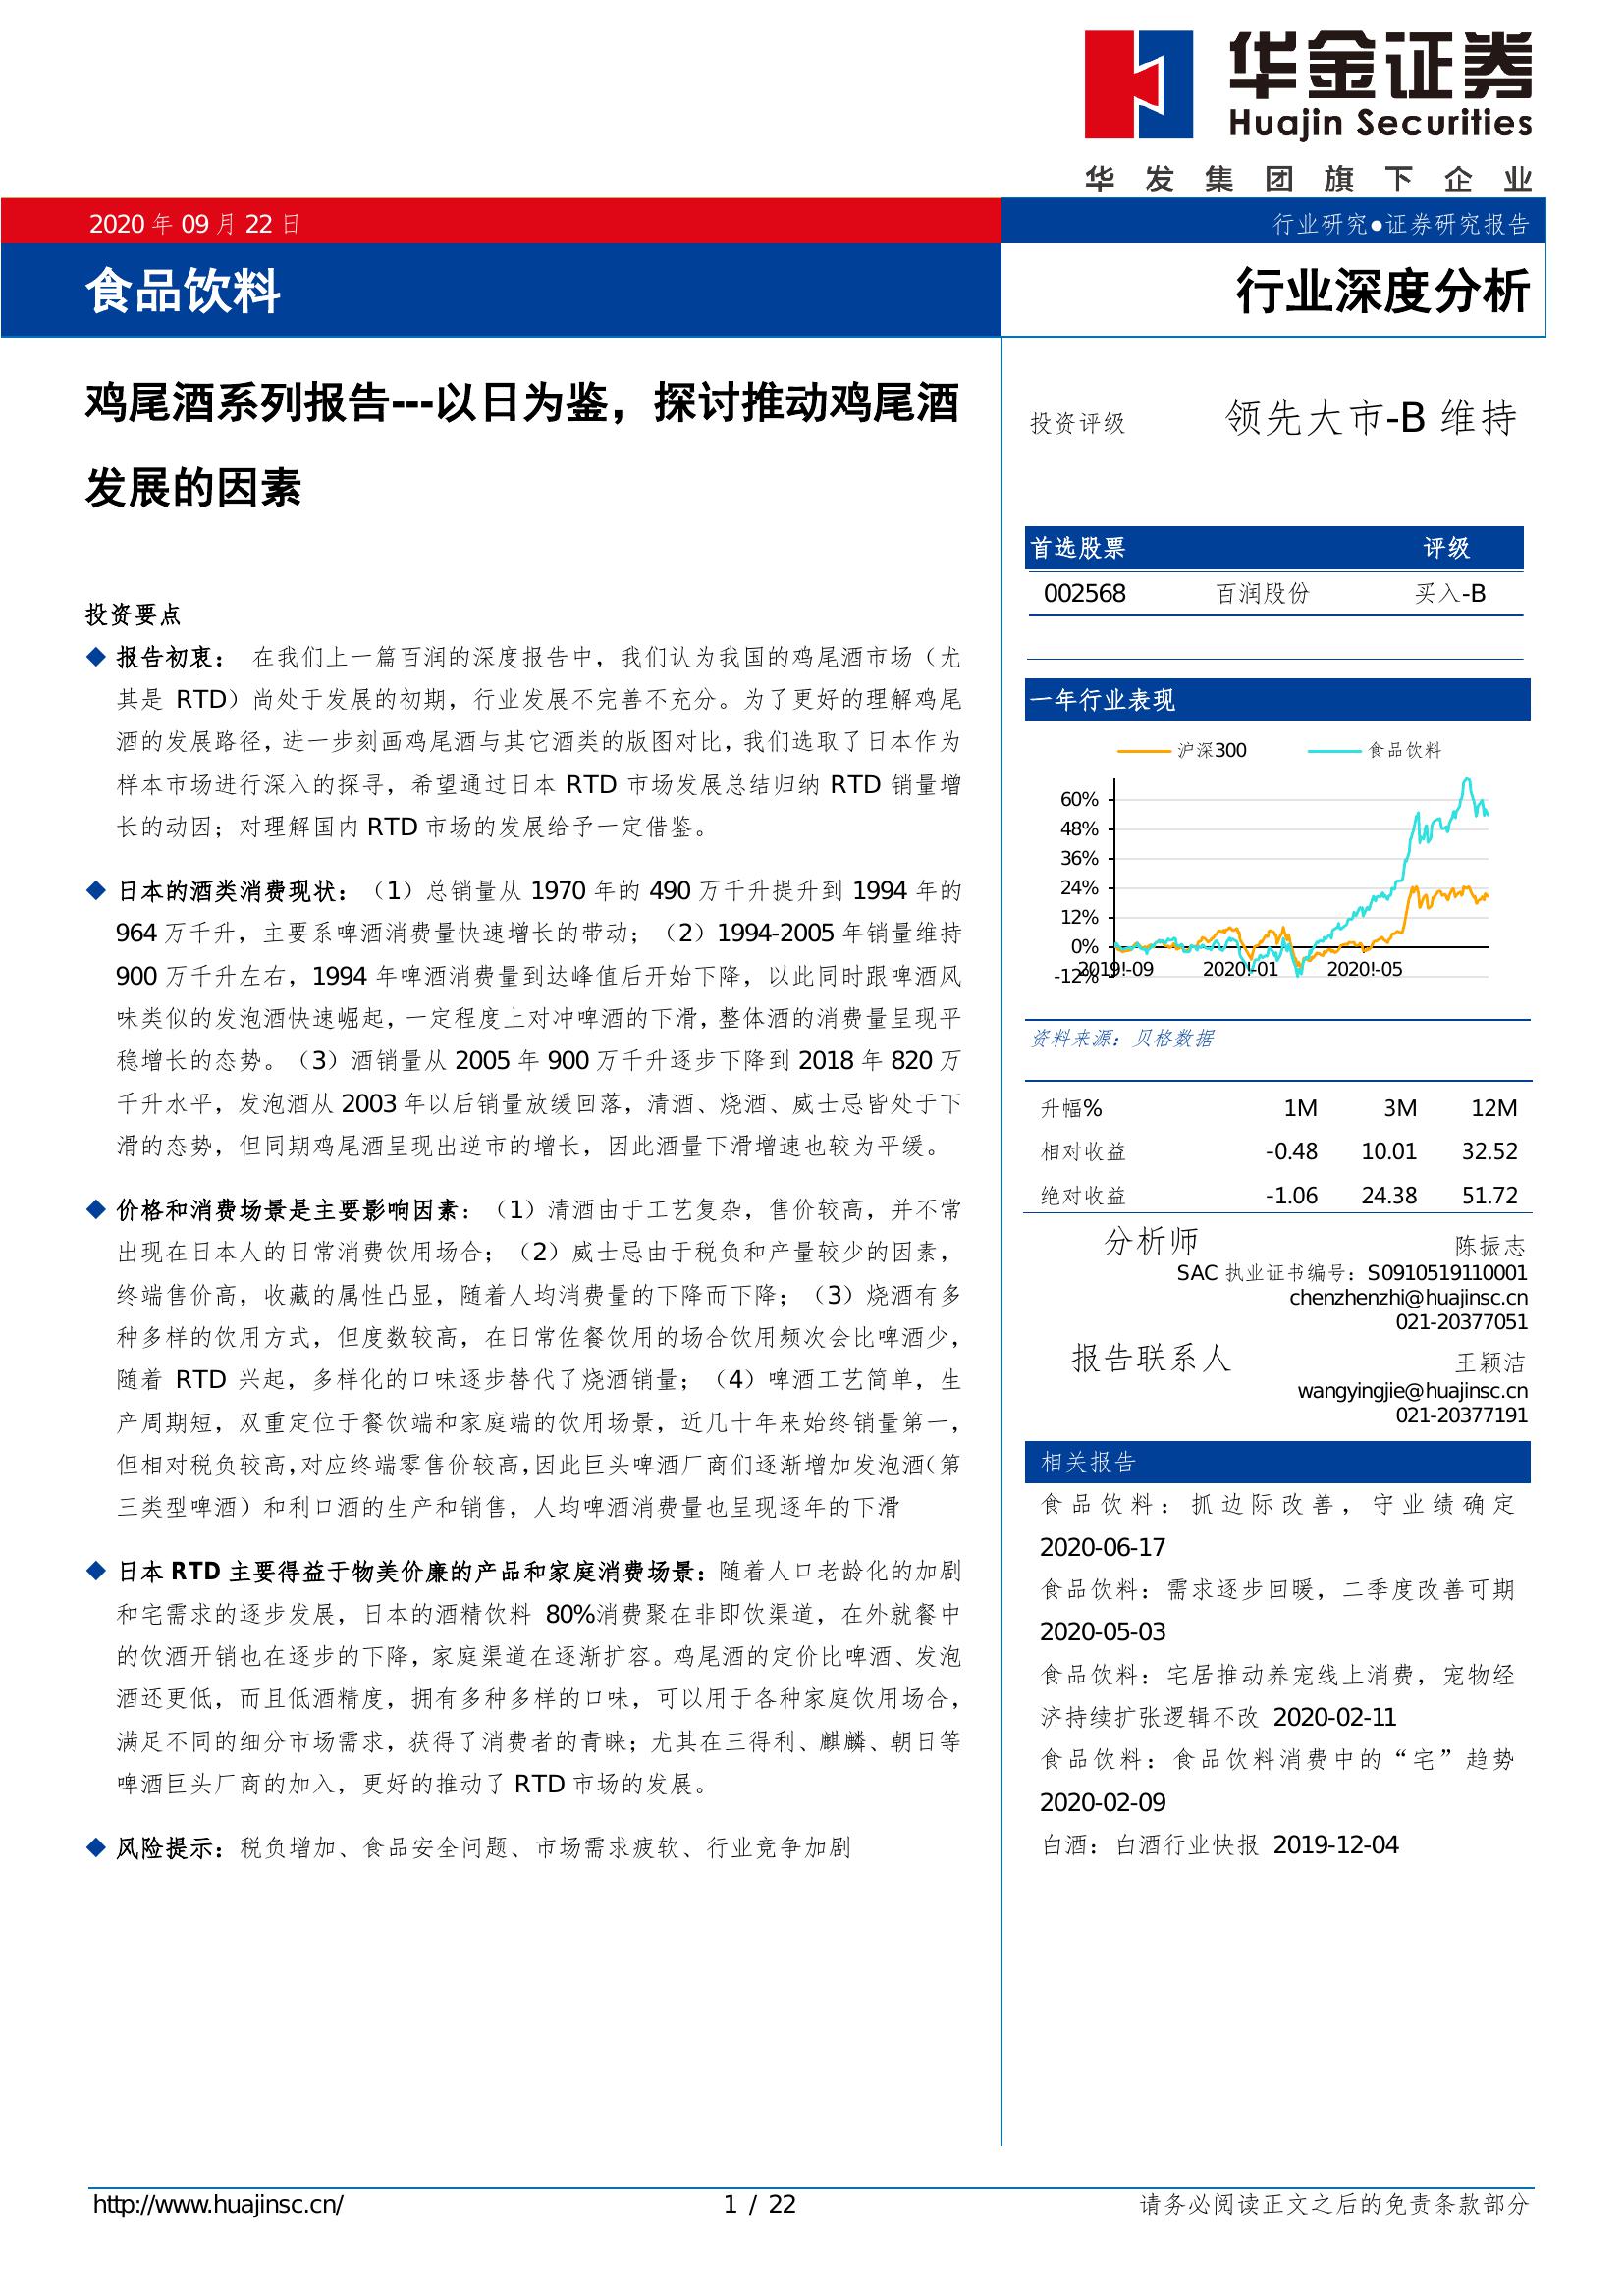 华金证券
Huajin Securities
华发集团旗下企业
2020 年 09 月 22 日
行业研究●证券研究报告
食品饮料
行业深度分析
鸡尾酒系列报告---以日为鉴，探讨推动鸡尾酒
发展的因素
投资要点
◆ 报告初衷： 在我们上一篇百润的深度报告中，我们认为我国的鸡尾酒市场（尤
其是 RTD）尚处于发展的初期，行业发展不完善不充分。为了更好的理解鸡尾
酒的发展路径，进一步刻画鸡尾酒与其它酒类的版图对比，我们选取了日本作为
样本市场进行深入的探寻，希望通过日本 RTD 市场发展总结归纳 RTD 销量增
长的动因；对理解国内 RTD 市场的发展给予一定借鉴。
◆ 日本的酒类消费现状：（1）总销量从 1970 年的 490 万千升提升到 1994 年的
964 万千升，主要系啤酒消费量快速增长的带动；（2）1994-2005 年销量维持
900 万千升左右，1994 年啤酒消费量到达峰值后开始下降，以此同时跟啤酒风
味类似的发泡酒快速崛起，一定程度上对冲啤酒的下滑，整体酒的消费量呈现平
稳增长的态势。（3）酒销量从 2005 年 900 万千升逐步下降到 2018 年 820 万
千升水平，发泡酒从 2003 年以后销量放缓回落，清酒、烧酒、威士忌皆处于下
滑的态势，但同期鸡尾酒呈现出逆市的增长，因此酒量下滑增速也较为平缓。
◆ 价格和消费场景是主要影响因素：（1）清酒由于工艺复杂，售价较高，并不常
出现在日本人的日常消费饮用场合；（2）威士忌由于税负和产量较少的因素，
终端售价高，收藏的属性凸显，随着人均消费量的下降而下降；（3）烧酒有多
种多样的饮用方式，但度数较高，在日常佐餐饮用的场合饮用频次会比啤酒少，
随着 RTD 兴起，多样化的口味逐步替代了烧酒销量；（4）啤酒工艺简单，生
产周期短，双重定位于餐饮端和家庭端的饮用场景，近几十年来始终销量第一，
但相对税负较高，对应终端零售价较高，因此巨头啤酒厂商们逐渐增加发泡酒（第
三类型啤酒）和利口酒的生产和销售，人均啤酒消费量也呈现逐年的下滑
◆ 日本 RTD 主要得益于物美价廉的产品和家庭消费场景：随着人口老龄化的加剧
和宅需求的逐步发展，日本的酒精饮料 80%消费聚在非即饮渠道，在外就餐中
的饮酒开销也在逐步的下降，家庭渠道在逐渐扩容。鸡尾酒的定价比啤酒、发泡
酒还更低，而且低酒精度，拥有多种多样的口味，可以用于各种家庭饮用场合，
满足不同的细分市场需求，获得了消费者的青睐；尤其在三得利、麒麟、朝日等
啤酒巨头厂商的加入，更好的推动了 RTD 市场的发展。
◆ 风险提示：税负增加、食品安全问题、市场需求疲软、行业竞争加剧
投资评级 领先大市-B 维持
首选股票 评级
002568 百润股份 买入-B
一年行业表现
沪深300 食品饮料
60%
48%
36%
24%
12%
0%
-12%
2019!-09 2020!-01 2020!-05
资料来源：贝格数据
升幅% 1M 3M 12M
相对收益 -0.48 10.01 32.52
绝对收益 -1.06 24.38 51.72
分析师 陈振志
SAC 执业证书编号：S0910519110001
chenzhenzhi@huajinsc.cn
021-20377051
报告联系人 王颖洁
wangyingjie@huajinsc.cn
021-20377191
相关报告
食品饮料：抓边际改善，守业绩确定
2020-06-17
食品饮料：需求逐步回暖，二季度改善可期
2020-05-03
食品饮料：宅居推动养宠线上消费，宠物经
济持续扩张逻辑不改 2020-02-11
食品饮料：食品饮料消费中的“宅”趋势
2020-02-09
白酒：白酒行业快报 2019-12-04
http://www.huajinsc.cn/ 1 / 22 请务必阅读正文之后的免责条款部分